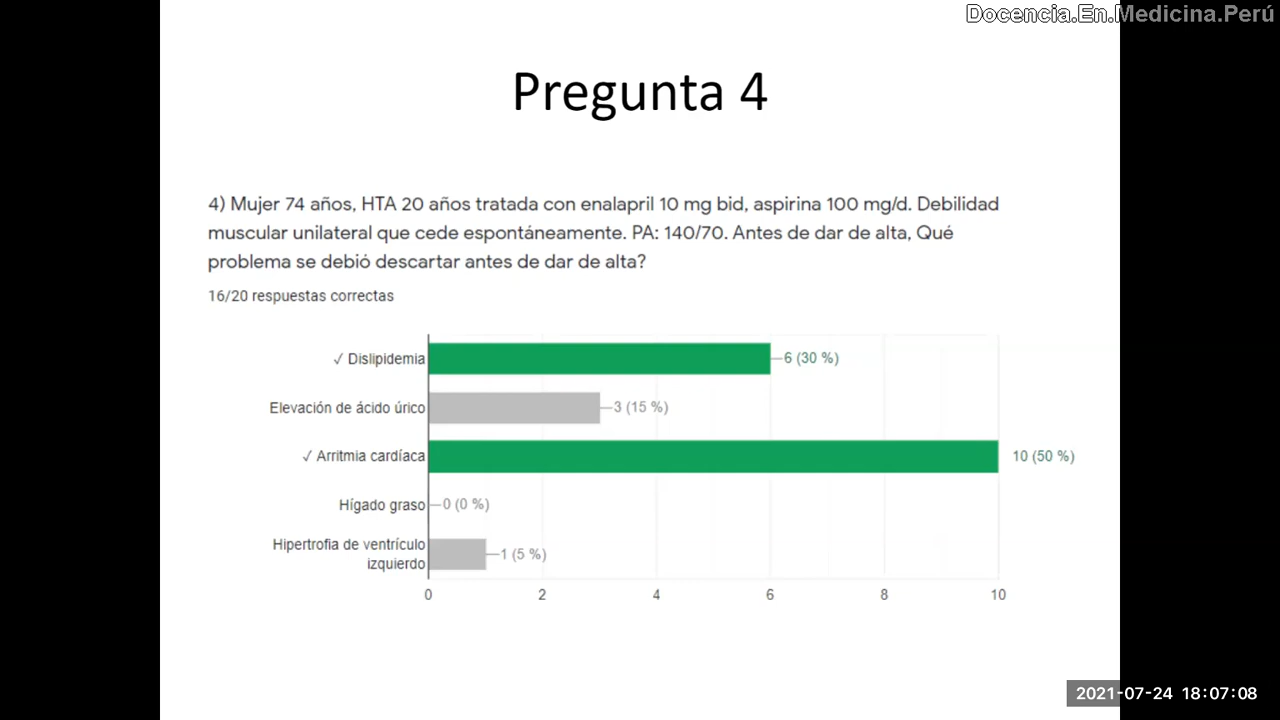 Docencia.En.Medicina.Perú
Pregunta 4
4) Mujer 74 años, HTA 20 años tratada con enalapril 10 mg bid, aspirina 100 mg/d. Debilidad
muscular unilateral que cede espontáneamente. PA: 140/70. Antes de dar de alta, Qué
problema se debió descartar antes de dar de alta?
16/20 respuestas correctas
✓ Dislipidemia 6 (30 %)
Elevación de ácido úrico 3 (15 %)
✓ Arritmia cardíaca 10 (50 %)
Hígado graso 0 (0 %)
Hipertrofia de ventrículo
izquierdo 1 (5 %)
0 2 4 6 8 10
2021-07-24 18:07:08